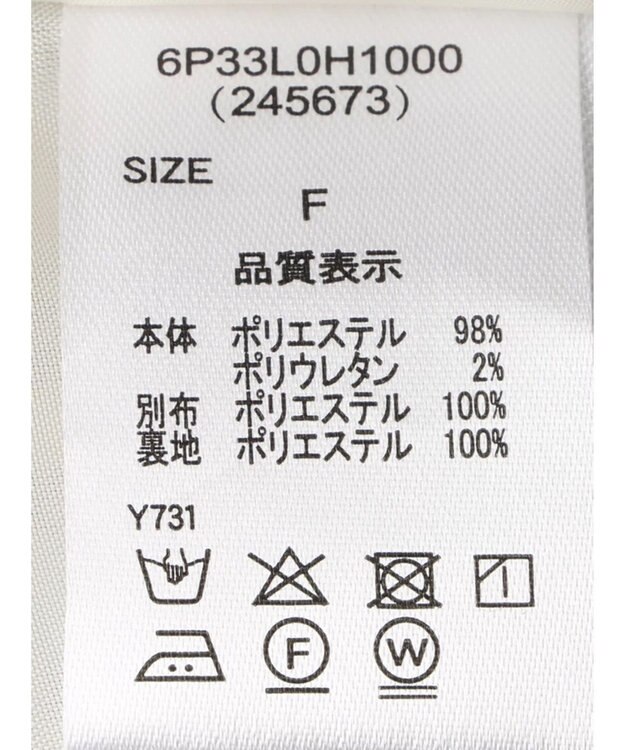 6P33L0H1000
(245673)
SIZE
F
品質表示
本体 ポリエステル 98%
ポリウレタン 2%
別布 ポリエステル 100%
裏地 ポリエステル 100%
Y731
F W